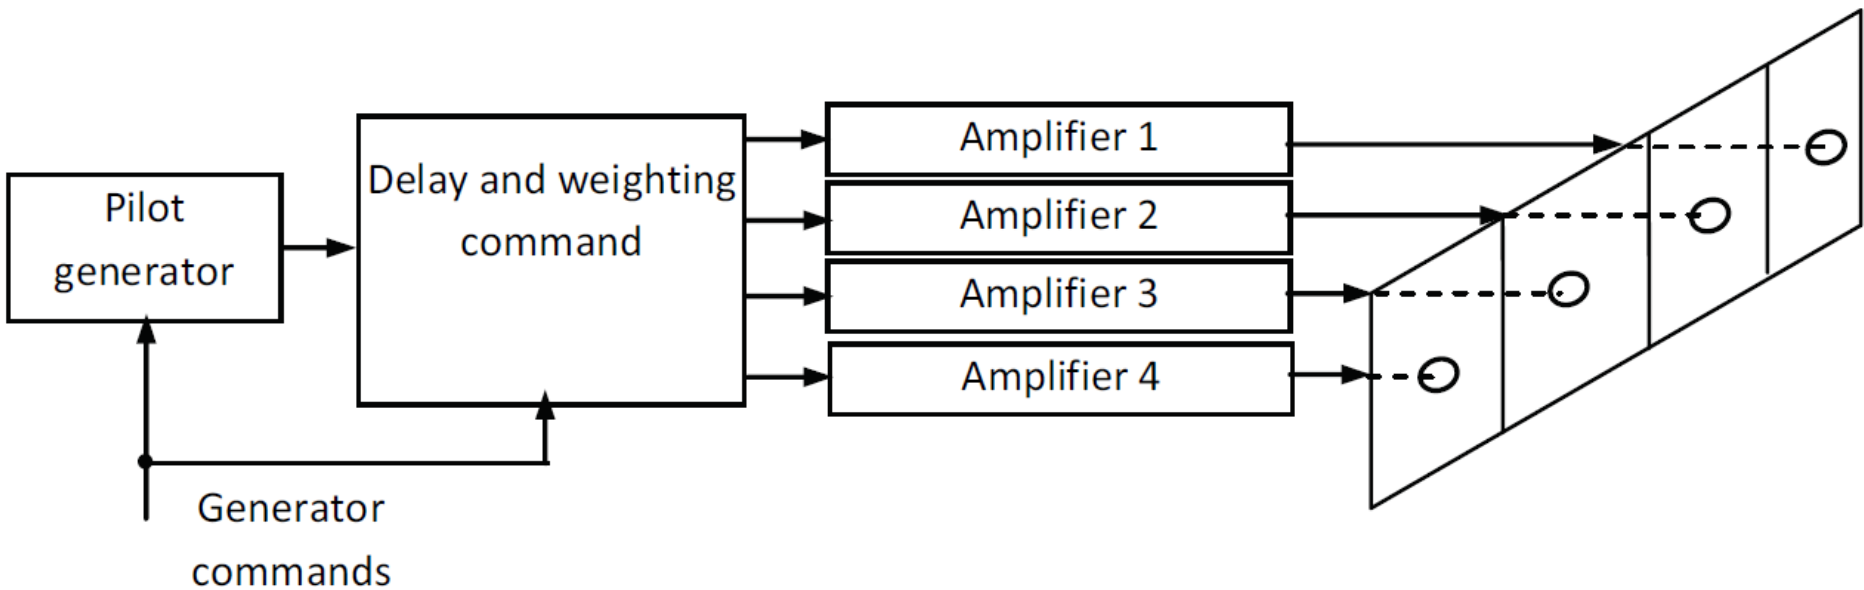 Pilot
generator
Delay and weighting
command
Amplifier 1
Amplifier 2
Amplifier 3
Amplifier 4
Generator
commands